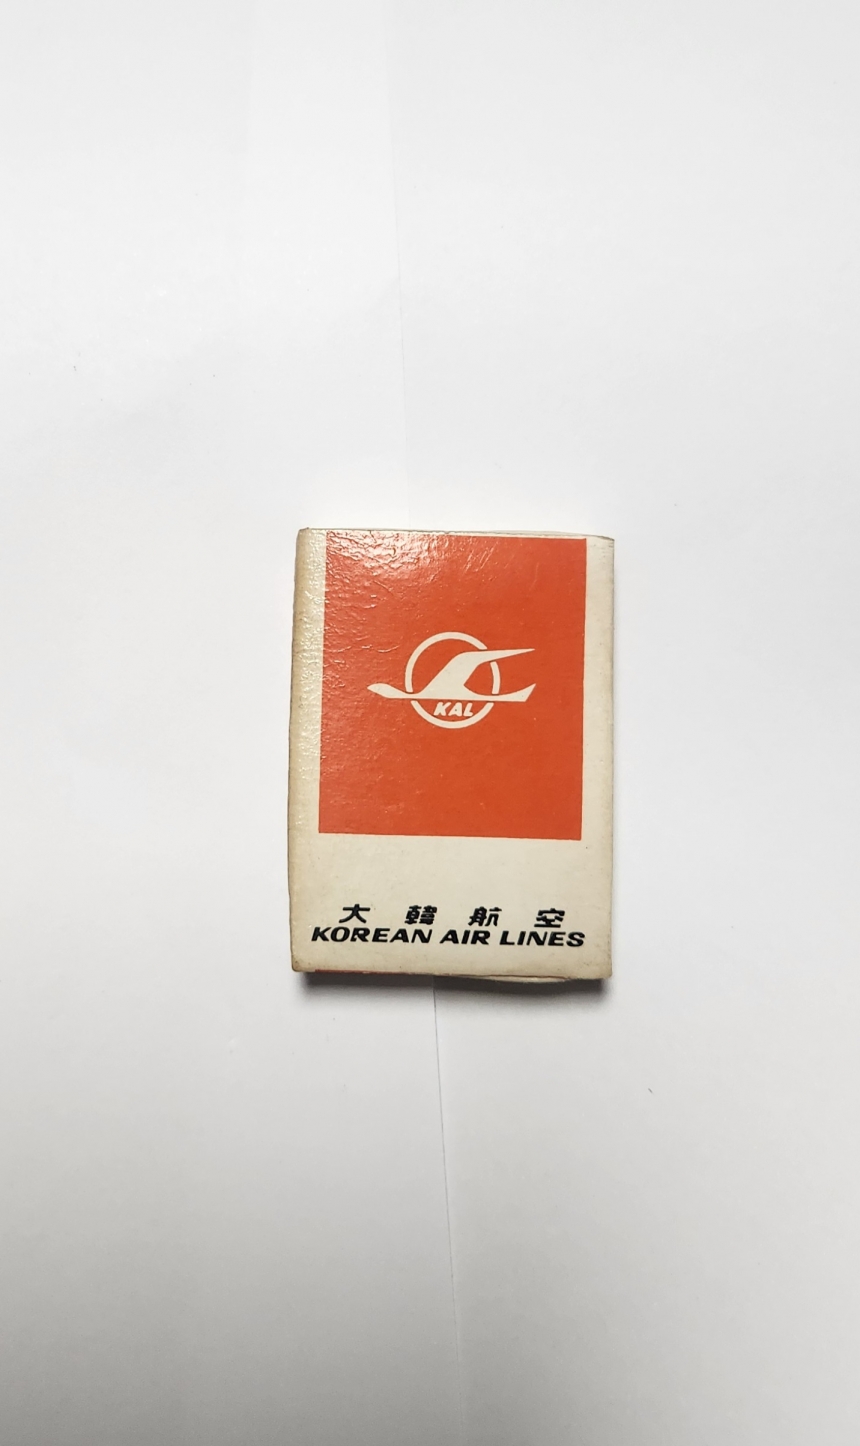 KAL
大韓航空
KOREAN AIR LINES